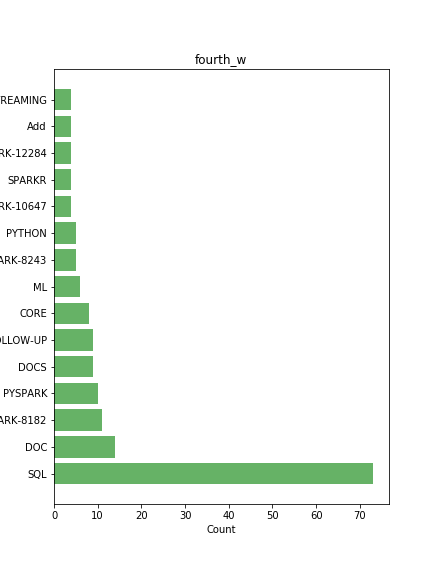 fourth_w
REAMING
Add
RK-12284
SPARKR
RK-10647
PYTHON
ARK-8243
ML
CORE
OLLOW-UP
DOCS
PYSPARK
ARK-8182
DOC
SQL
0 10 20 30 40 50 60 70
Count